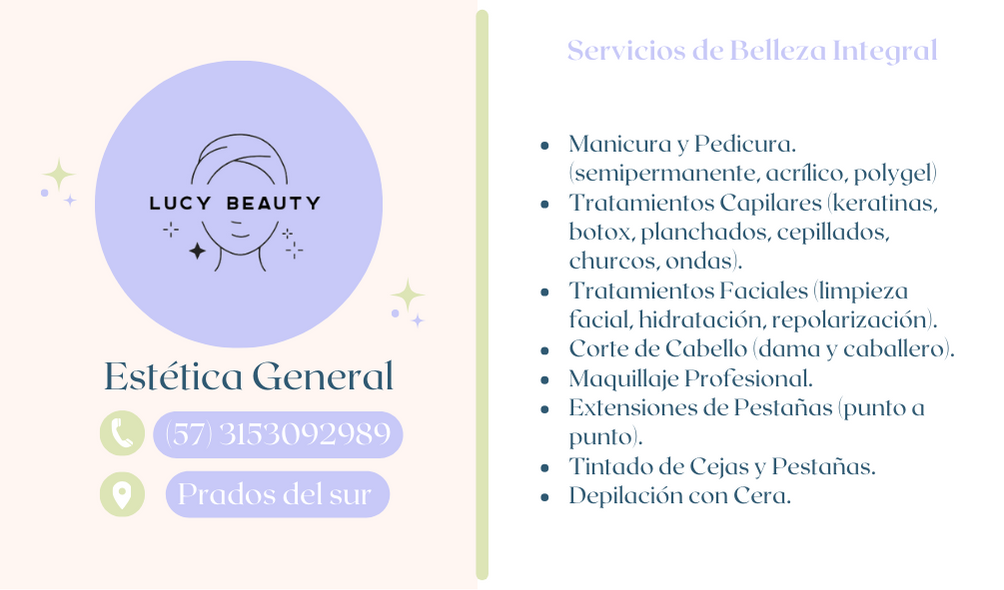 LUCY BEAUTY
Estética General
(57) 3153092989
Prados del sur
Servicios de Belleza Integral
• Manicura y Pedicura.
(semipermanente, acrílico, polygel)
• Tratamientos Capilares (keratinas,
botox, planchados, cepillados,
churcos, ondas).
• Tratamientos Faciales (limpieza
facial, hidratación, repolarización).
• Corte de Cabello (dama y caballero).
• Maquillaje Profesional.
• Extensiones de Pestañas (punto a
punto).
• Tintado de Cejas y Pestañas.
• Depilación con Cera.